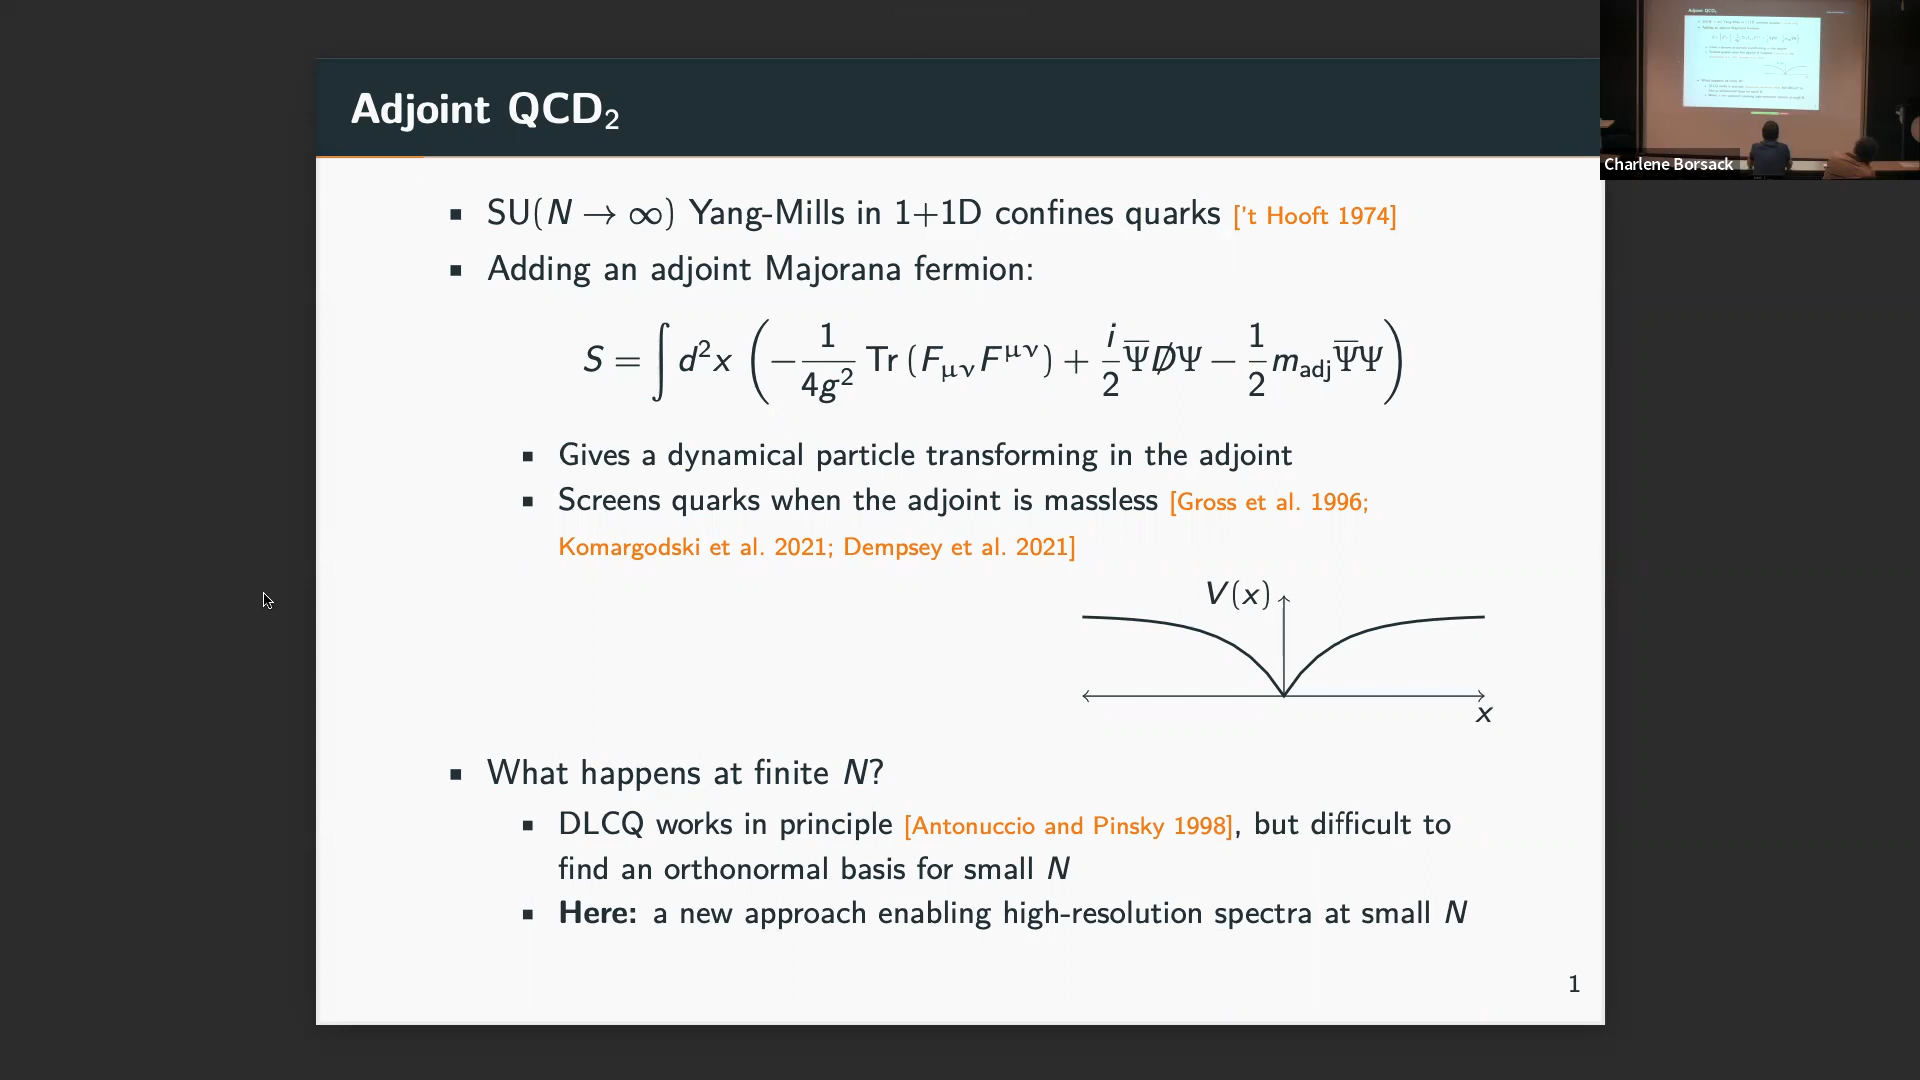 Adjoint QCD₂
▪ SU(N → ∞) Yang-Mills in 1+1D confines quarks ['t Hooft 1974]
▪ Adding an adjoint Majorana fermion:
S = ∫ d²x (−1/(4g²) Tr (F_{μν}F^{μν}) + i/2 Ψ̄D̸Ψ − 1/2 m_adj Ψ̄Ψ)
▪ Gives a dynamical particle transforming in the adjoint
▪ Screens quarks when the adjoint is massless [Gross et al. 1996;
Komargodski et al. 2021; Dempsey et al. 2021]
V(x)
x
▪ What happens at finite N?
▪ DLCQ works in principle [Antonuccio and Pinsky 1998], but difficult to
find an orthonormal basis for small N
▪ Here: a new approach enabling high-resolution spectra at small N
1
Charlene Borsack